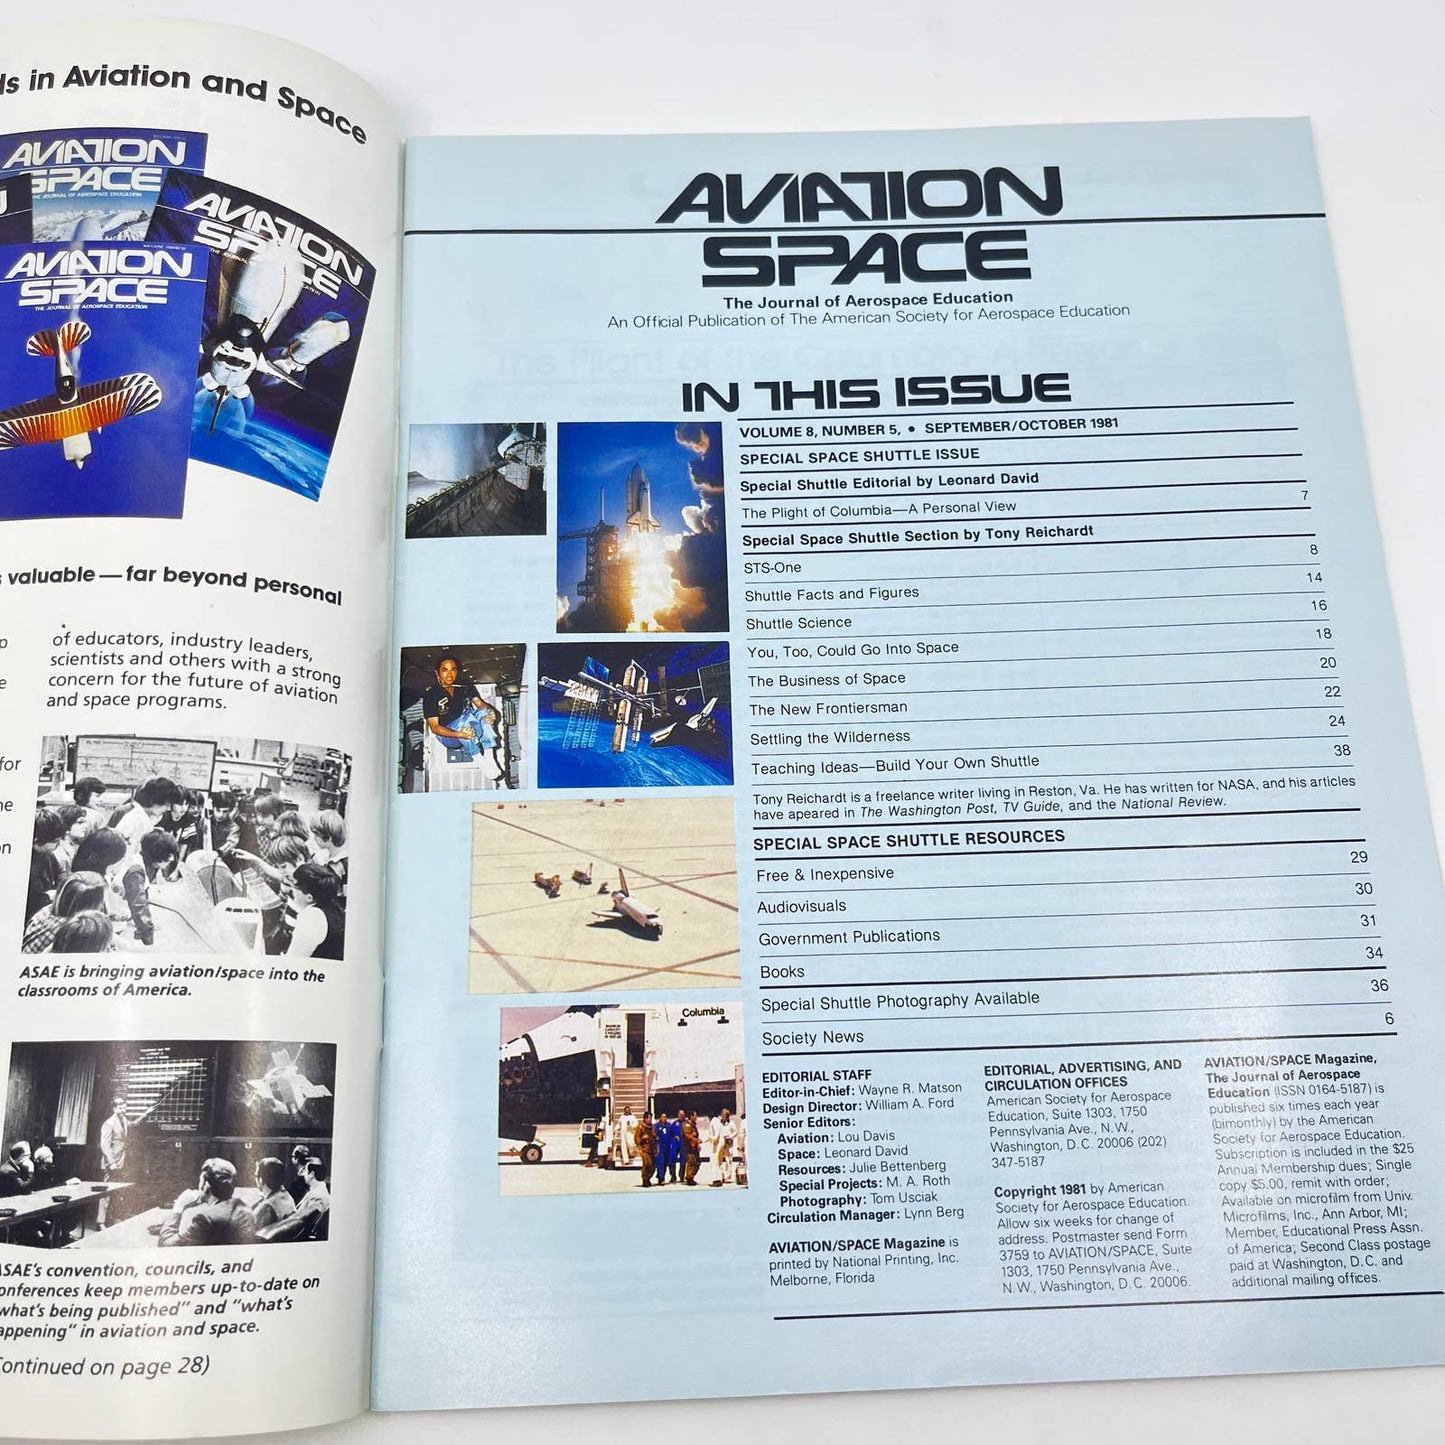 ls in Aviation and Space
AVIATION
SPACE
THE JOURNAL OF AEROSPACE EDUCATION
AVIATION
SPACE
AVIATION
SPACE
THE JOURNAL OF AEROSPACE EDUCATION
s valuable—far beyond personal
of educators, industry leaders,
scientists and others with a strong
concern for the future of aviation
and space programs.
for
ASAE is bringing aviation/space into the
classrooms of America.
ASAE's convention, councils, and
onferences keep members up-to-date on
what's being published" and "what's
appening" in aviation and space.
Continued on page 28)
AVIATION
SPACE
The Journal of Aerospace Education
An Official Publication of The American Society for Aerospace Education
IN THIS ISSUE
VOLUME 8, NUMBER 5, • SEPTEMBER/OCTOBER 1981
SPECIAL SPACE SHUTTLE ISSUE
Special Shuttle Editorial by Leonard David
The Plight of Columbia—A Personal View 7
Special Space Shuttle Section by Tony Reichardt
STS-One 8
Shuttle Facts and Figures 14
Shuttle Science 16
You, Too, Could Go Into Space 18
The Business of Space 20
The New Frontiersman 22
Settling the Wilderness 24
Teaching Ideas—Build Your Own Shuttle 38
Tony Reichardt is a freelance writer living in Reston, Va. He has written for NASA, and his articles
have apeared in The Washington Post, TV Guide, and the National Review.
SPECIAL SPACE SHUTTLE RESOURCES
Free & Inexpensive 29
Audiovisuals 30
Government Publications 31
Books 34
Special Shuttle Photography Available 36
Society News 6
Columbia
EDITORIAL STAFF
Editor-in-Chief: Wayne R. Matson
Design Director: William A. Ford
Senior Editors:
Aviation: Lou Davis
Space: Leonard David
Resources: Julie Bettenberg
Special Projects: M. A. Roth
Photography: Tom Usciak
Circulation Manager: Lynn Berg
AVIATION/SPACE Magazine is
printed by National Printing, Inc.
Melborne, Florida
EDITORIAL, ADVERTISING, AND
CIRCULATION OFFICES
American Society for Aerospace
Education, Suite 1303, 1750
Pennsylvania Ave., N.W.,
Washington, D.C. 20006 (202)
347-5187
Copyright 1981 by American
Society for Aerospace Education.
Allow six weeks for change of
address. Postmaster send Form
3759 to AVIATION/SPACE, Suite
1303, 1750 Pennsylvania Ave.,
N.W., Washington, D.C. 20006.
AVIATION/SPACE Magazine,
The Journal of Aerospace
Education (ISSN 0164-5187) is
published six times each year
(bimonthly) by the American
Society for Aerospace Education.
Subscription is included in the $25
Annual Membership dues; Single
copy $5.00, remit with order;
Available on microfilm from Univ.
Microfilms, Inc., Ann Arbor, MI;
Member, Educational Press Assn.
of America; Second Class postage
paid at Washington, D.C. and
additional mailing offices.